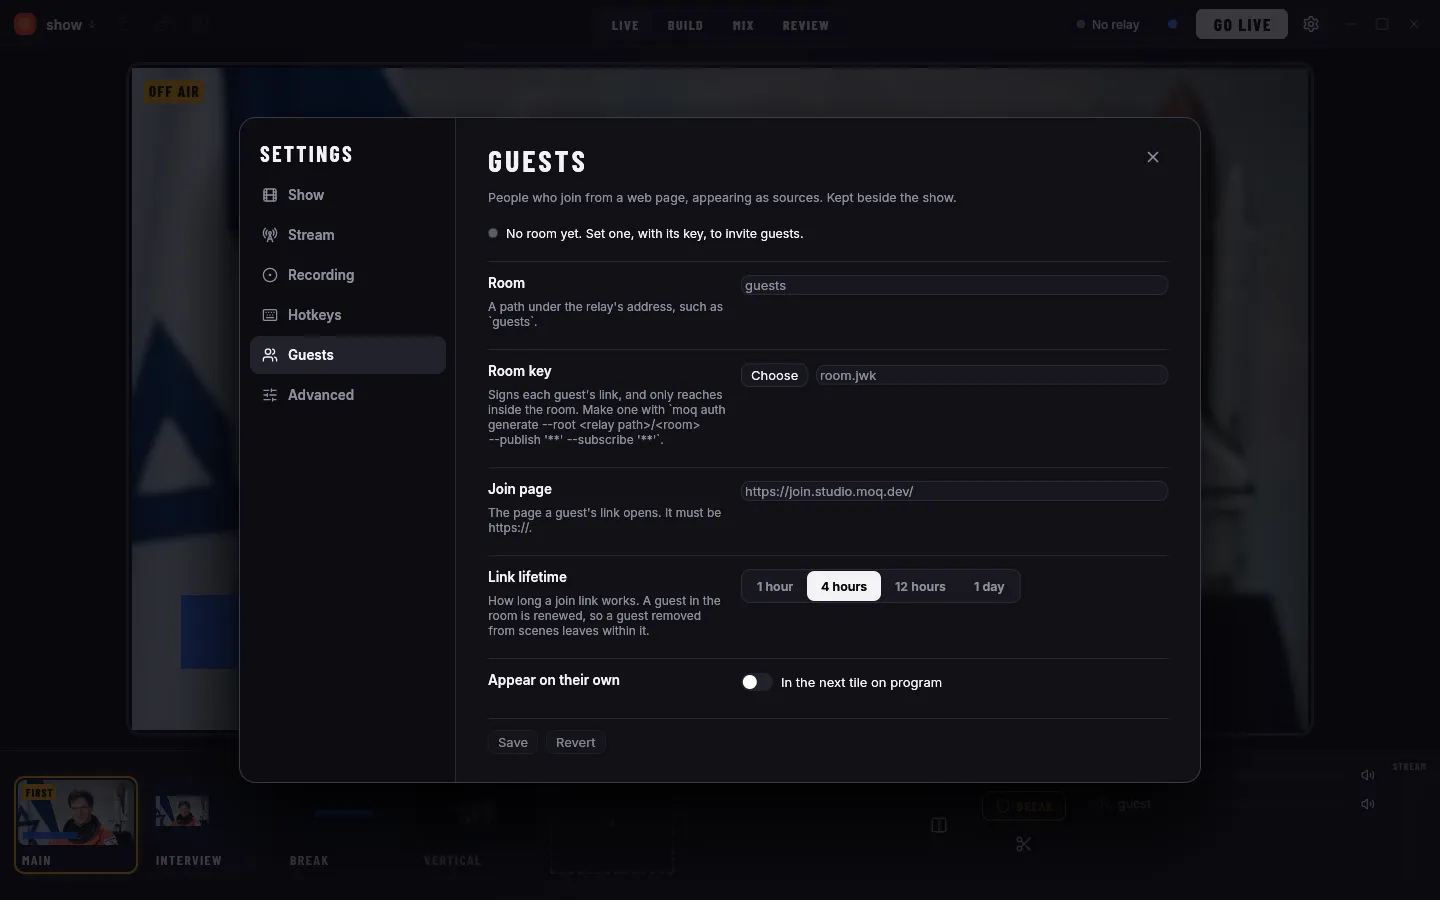 show
LIVE
BUILD
MIX
REVIEW
No relay
GO LIVE
OFF AIR
SETTINGS
Show
Stream
Recording
Hotkeys
Guests
Advanced
GUESTS
People who join from a web page, appearing as sources. Kept beside the show.
No room yet. Set one, with its key, to invite guests.
Room
A path under the relay's address, such as
`guests`.
guests
Room key
Signs each guest's link, and only reaches
inside the room. Make one with `moq auth
generate --root <relay path>/<room>
--publish '**' --subscribe '**'`.
Choose
room.jwk
Join page
The page a guest's link opens. It must be
https://.
https://join.studio.moq.dev/
Link lifetime
How long a join link works. A guest in the
room is renewed, so a guest removed
from scenes leaves within it.
1 hour
4 hours
12 hours
1 day
Appear on their own
In the next tile on program
Save
Revert
FIRST
MAIN
INTERVIEW
BREAK
VERTICAL
BREAK
guest
STREAM